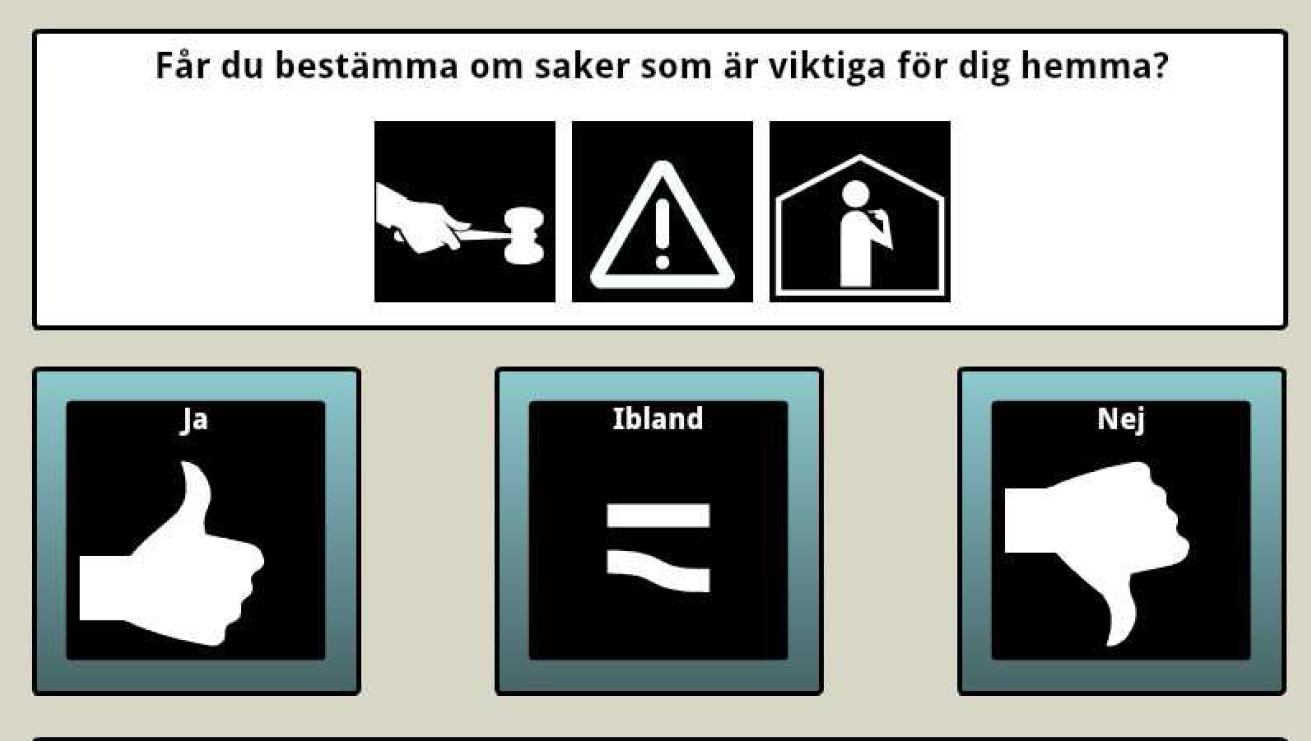 Får du bestämma om saker som är viktiga för dig hemma?
Ja
Ibland
Nej